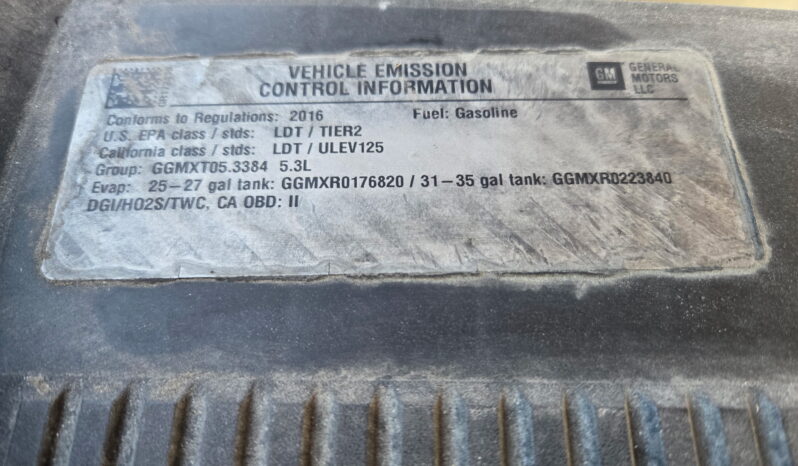 VEHICLE EMISSION
CONTROL INFORMATION
GM
GENERAL
MOTORS
LLC
Conforms to Regulations: 2016 Fuel: Gasoline
U.S. EPA class / stds: LDT / TIER2
California class / stds: LDT / ULEV125
Group: GGMXT05.3384 5.3L
Evap: 25-27 gal tank: GGMXR0176820 / 31-35 gal tank: GGMXR0223840
DGI/HO2S/TWC, CA OBD: II